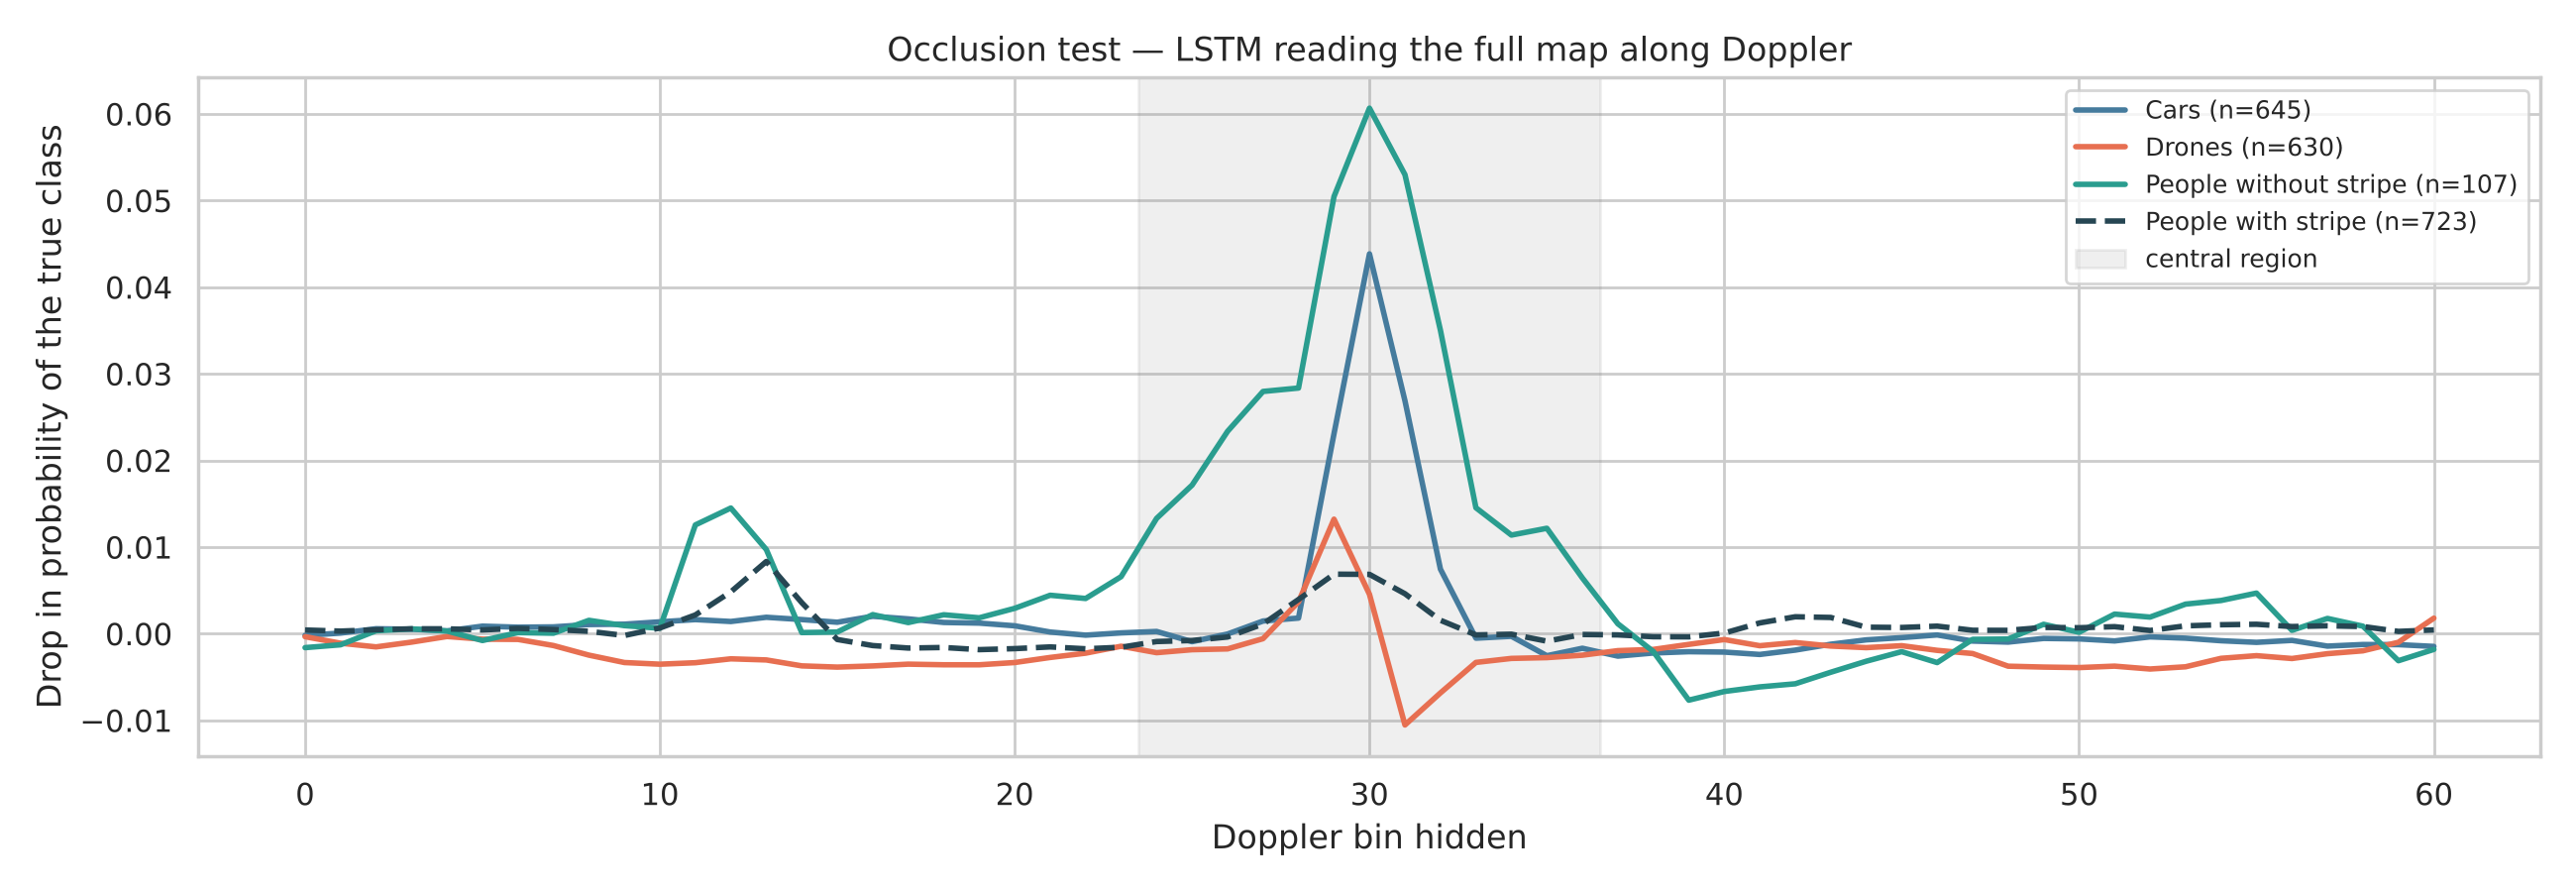 Occlusion test — LSTM reading the full map along Doppler
Drop in probability of the true class
0.06
0.05
0.04
0.03
0.02
0.01
0.00
−0.01
Cars (n=645)
Drones (n=630)
People without stripe (n=107)
People with stripe (n=723)
central region
0 10 20 30 40 50 60
Doppler bin hidden